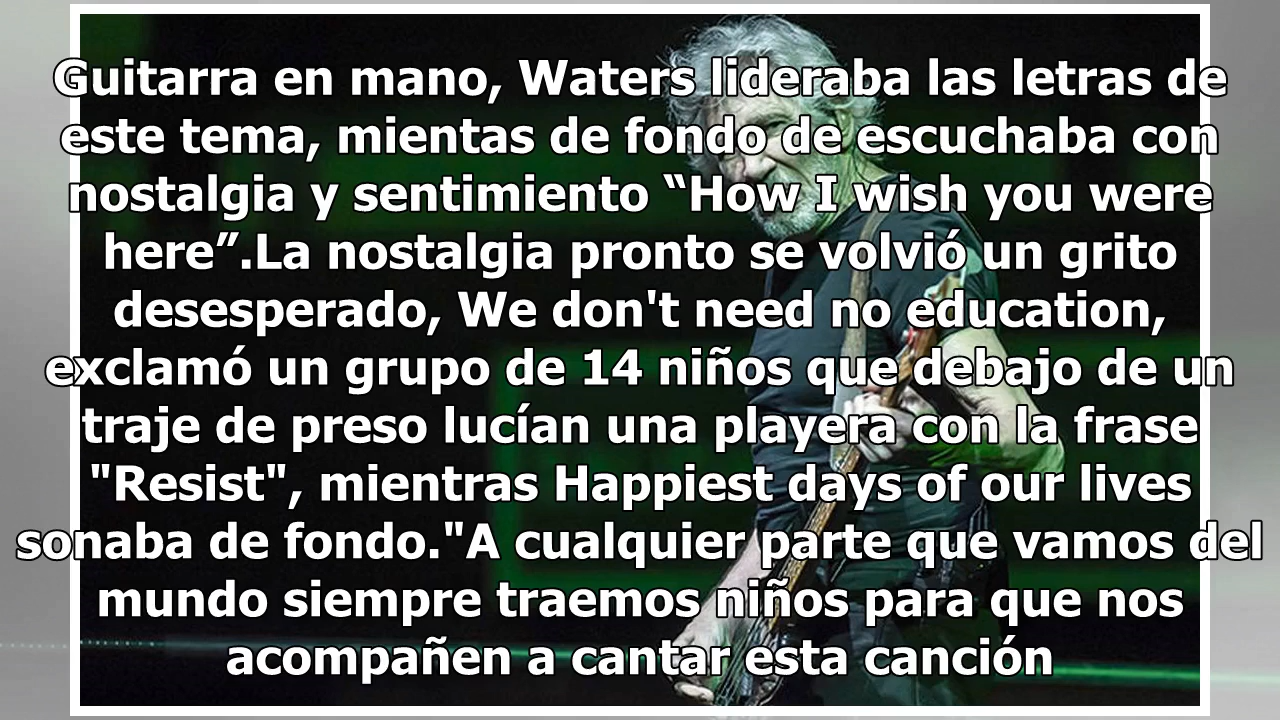 Guitarra en mano, Waters lideraba las letras de
este tema, mientas de fondo de escuchaba con
nostalgia y sentimiento “How I wish you were
here”.La nostalgia pronto se volvió un grito
desesperado, We don't need no education,
exclamó un grupo de 14 niños que debajo de un
traje de preso lucían una playera con la frase
"Resist", mientras Happiest days of our lives
sonaba de fondo."A cualquier parte que vamos del
mundo siempre traemos niños para que nos
acompañen a cantar esta canción